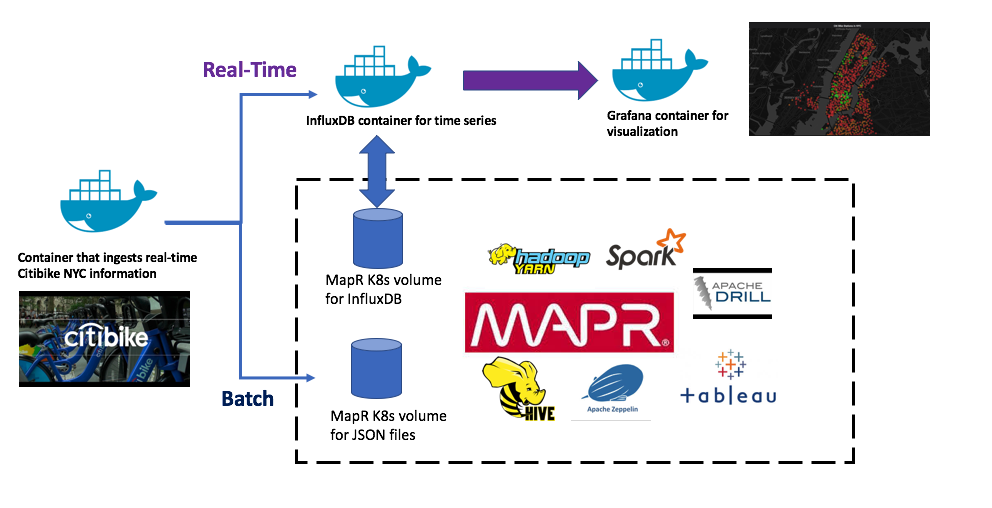 Real-Time
InfluxDB container for time series
Grafana container for
visualization
Container that ingests real-time
Citibike NYC information
citibike
Batch
MapR K8s volume
for InfluxDB
MapR K8s volume
for JSON files
hadoop
YARN
Spark
APACHE
DRILL
MAPR®
HIVE
Apache Zeppelin
+ableau